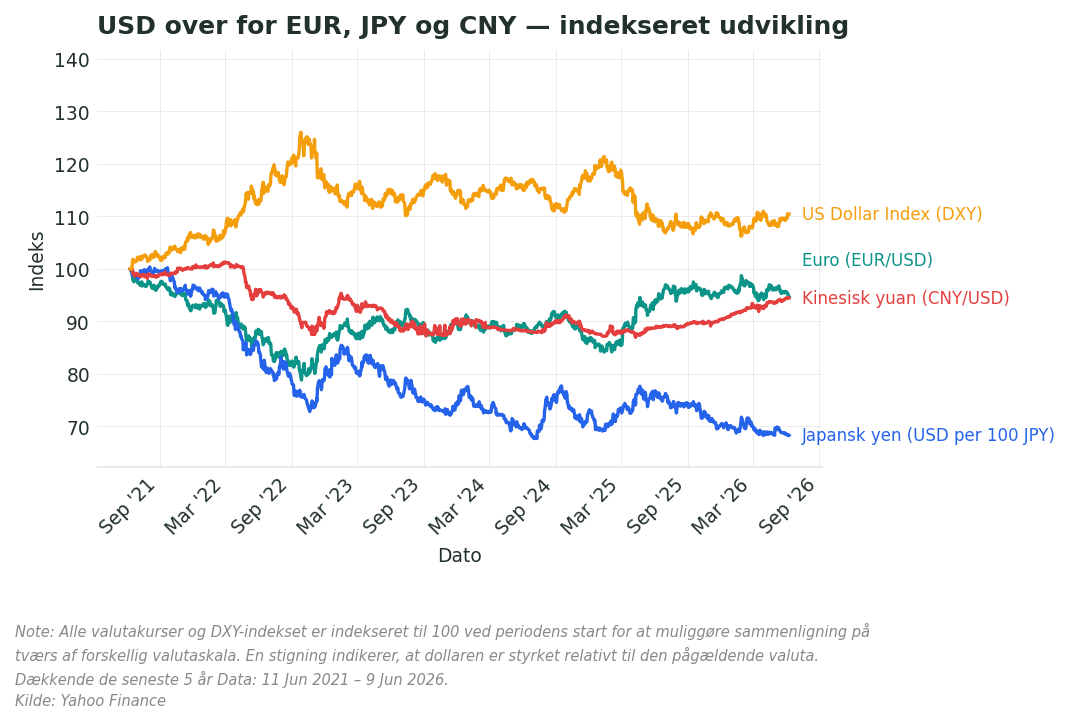 USD over for EUR, JPY og CNY — indekseret udvikling
140
130
120
110
100
90
80
70
Indeks
US Dollar Index (DXY)
Euro (EUR/USD)
Kinesisk yuan (CNY/USD)
Japansk yen (USD per 100 JPY)
Sep '21
Mar '22
Sep '22
Mar '23
Sep '23
Mar '24
Sep '24
Mar '25
Sep '25
Mar '26
Sep '26
Dato
Note: Alle valutakurser og DXY-indekset er indekseret til 100 ved periodens start for at muliggøre sammenligning på
tværs af forskellig valutaskala. En stigning indikerer, at dollaren er styrket relativt til den pågældende valuta.
Dækkende de seneste 5 år Data: 11 Jun 2021 – 9 Jun 2026.
Kilde: Yahoo Finance